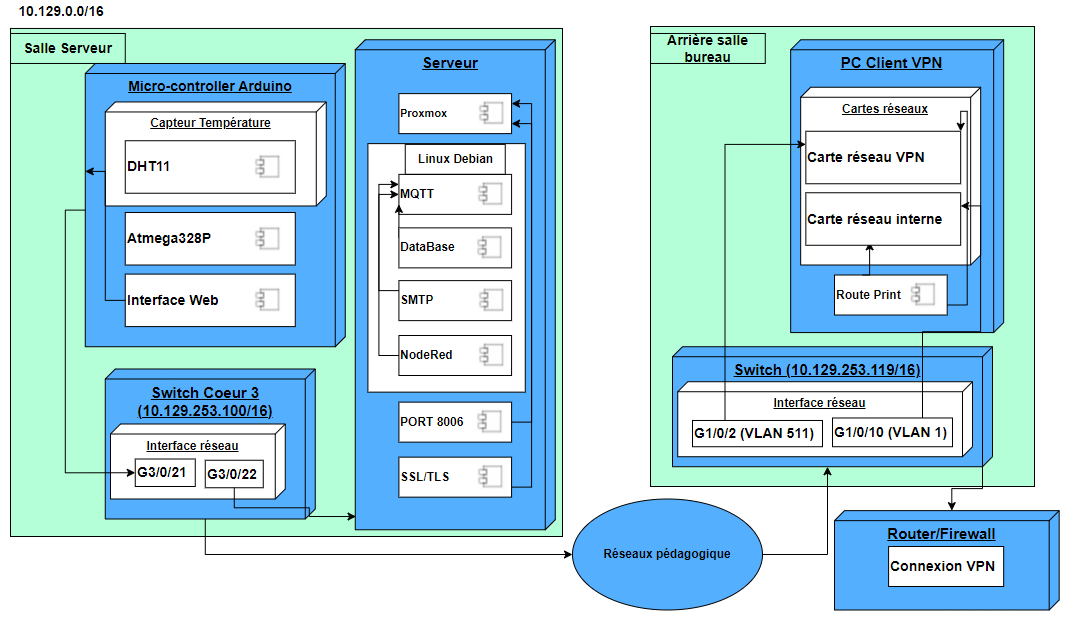 10.129.0.0/16
Salle Serveur
Micro-controller Arduino
Capteur Température
DHT11
Atmega328P
Interface Web
Switch Coeur 3
(10.129.253.100/16)
Interface réseau
G3/0/21
G3/0/22
Serveur
Proxmox
Linux Debian
MQTT
DataBase
SMTP
NodeRed
PORT 8006
SSL/TLS
Réseaux pédagogique
Arrière salle
bureau
PC Client VPN
Cartes réseaux
Carte réseau VPN
Carte réseau interne
Route Print
Switch (10.129.253.119/16)
Interface réseau
G1/0/2 (VLAN 511)
G1/0/10 (VLAN 1)
Router/Firewall
Connexion VPN